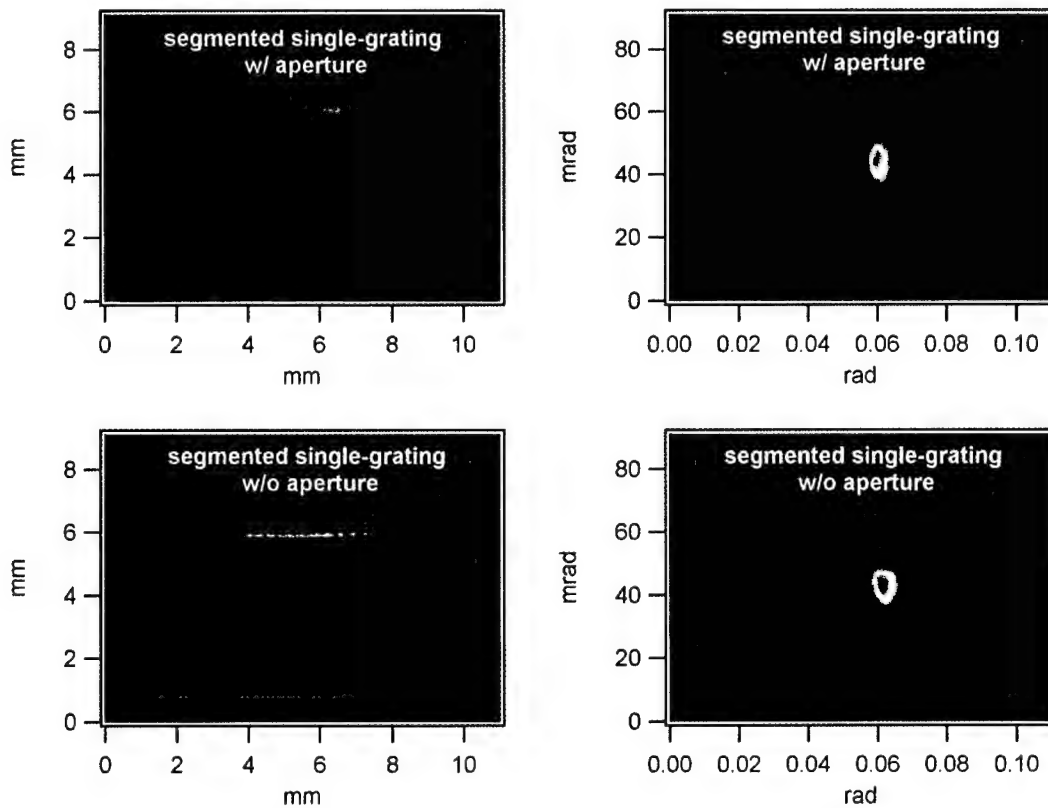 segmented single-grating
w/ aperture
8
6
4
2
0
mm
0 2 4 6 8 10
mm
segmented single-grating
w/ aperture
80
60
40
20
0
mrad
0.00 0.02 0.04 0.06 0.08 0.10
rad
segmented single-grating
w/o aperture
8
6
4
2
0
mm
0 2 4 6 8 10
mm
segmented single-grating
w/o aperture
80
60
40
20
0
mrad
0.00 0.02 0.04 0.06 0.08 0.10
rad